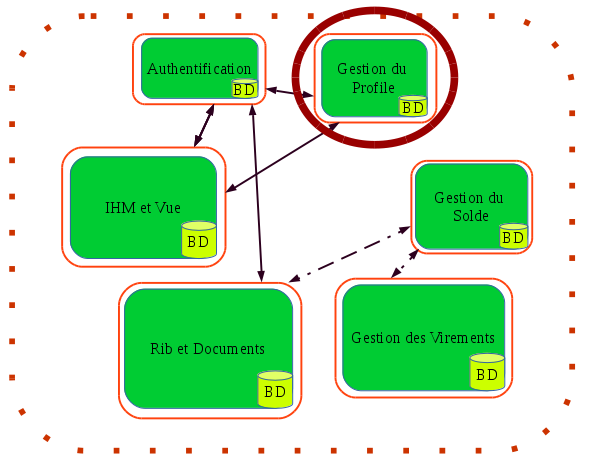 Authentification
BD
Gestion du
Profile
BD
IHM et Vue
BD
Gestion du
Solde
BD
Rib et Documents
BD
Gestion des Virements
BD